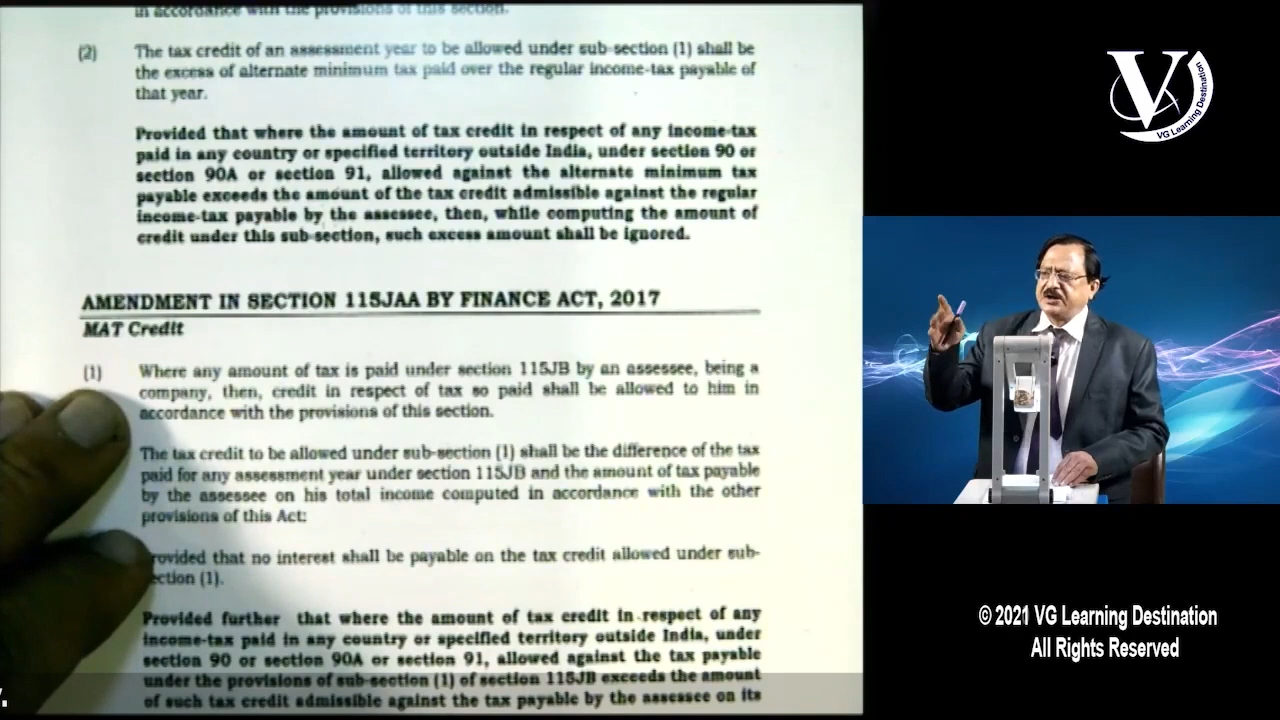 in accordance with the provisions of this section.
(2) The tax credit of an assessment year to be allowed under sub-section (1) shall be
the excess of alternate minimum tax paid over the regular income-tax payable of
that year.
Provided that where the amount of tax credit in respect of any income-tax
paid in any country or specified territory outside India, under section 90 or
section 90A or section 91, allowed against the alternate minimum tax
payable exceeds the amount of the tax credit admissible against the regular
income-tax payable by the assessee, then, while computing the amount of
credit under this sub-section, such excess amount shall be ignored.
AMENDMENT IN SECTION 115JAA BY FINANCE ACT, 2017
MAT Credit
(1) Where any amount of tax is paid under section 115JB by an assessee, being a
company, then, credit in respect of tax so paid shall be allowed to him in
accordance with the provisions of this section.
The tax credit to be allowed under sub-section (1) shall be the difference of the tax
paid for any assessment year under section 115JB and the amount of tax payable
by the assessee on his total income computed in accordance with the other
provisions of this Act:
rovided that no interest shall be payable on the tax credit allowed under sub-
ection (1).
Provided further that where the amount of tax credit in respect of any
income-tax paid in any country or specified territory outside India, under
section 90 or section 90A or section 91, allowed against the tax payable
under the provisions of sub-section (1) of section 115JB exceeds the amount
of such tax credit admissible against the tax payable by the assessee on its
V
VG Learning Destination
© 2021 VG Learning Destination
All Rights Reserved